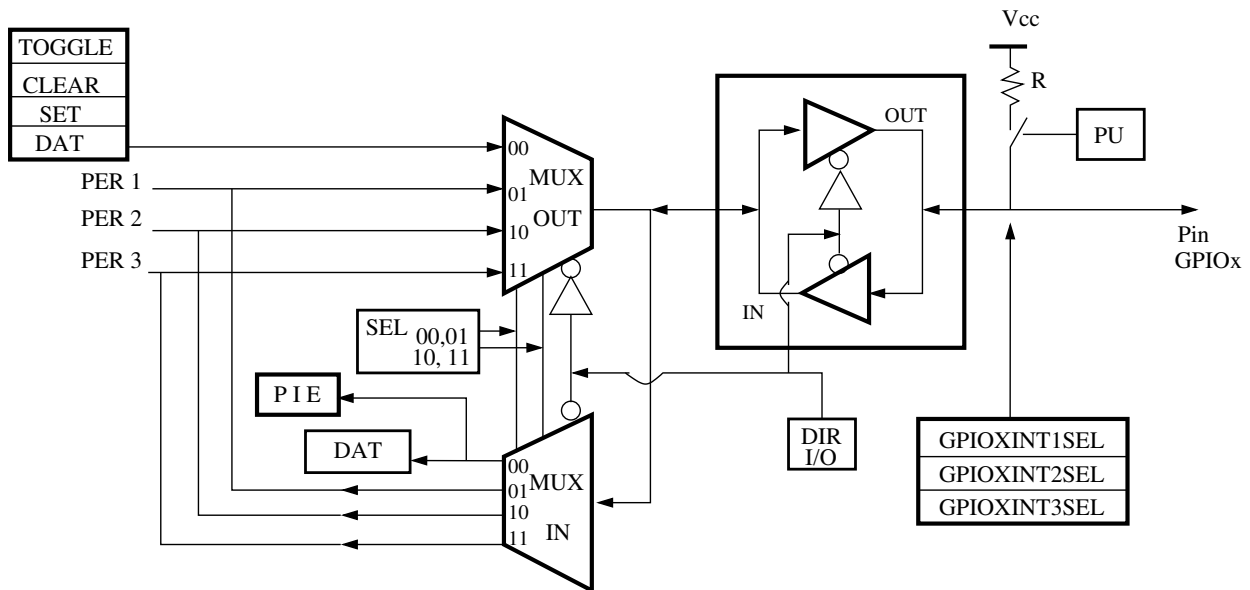 TOGGLE
CLEAR
SET
DAT
PER 1
PER 2
PER 3
00
01
10
11
MUX
OUT
SEL
00,01
10, 11
P I E
DAT
00
01
10
11
MUX
IN
OUT
IN
DIR
I/O
Vcc
R
PU
Pin
GPIOx
GPIOXINT1SEL
GPIOXINT2SEL
GPIOXINT3SEL